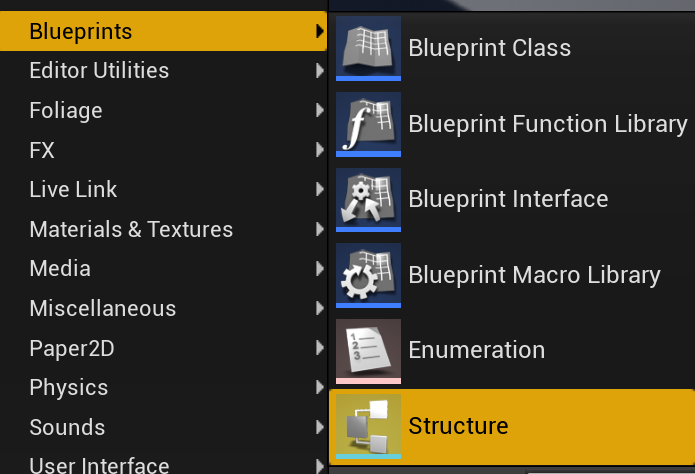 Blueprints
Editor Utilities
Foliage
FX
Live Link
Materials & Textures
Media
Miscellaneous
Paper2D
Physics
Sounds
User Interface
Blueprint Class
Blueprint Function Library
Blueprint Interface
Blueprint Macro Library
Enumeration
Structure